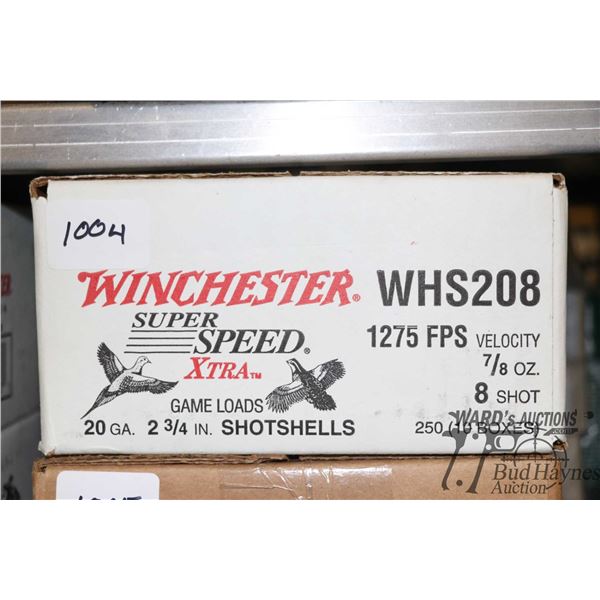 1004
WINCHESTER® WHS208
SUPER SPEED® XTRA™
1275 FPS VELOCITY
7/8 OZ.
8 SHOT
GAME LOADS
20 GA. 2 3/4 IN. SHOTSHELLS
250 (10 BOXES)
WARD's AUCTIONS
Bud Haynes
Auction